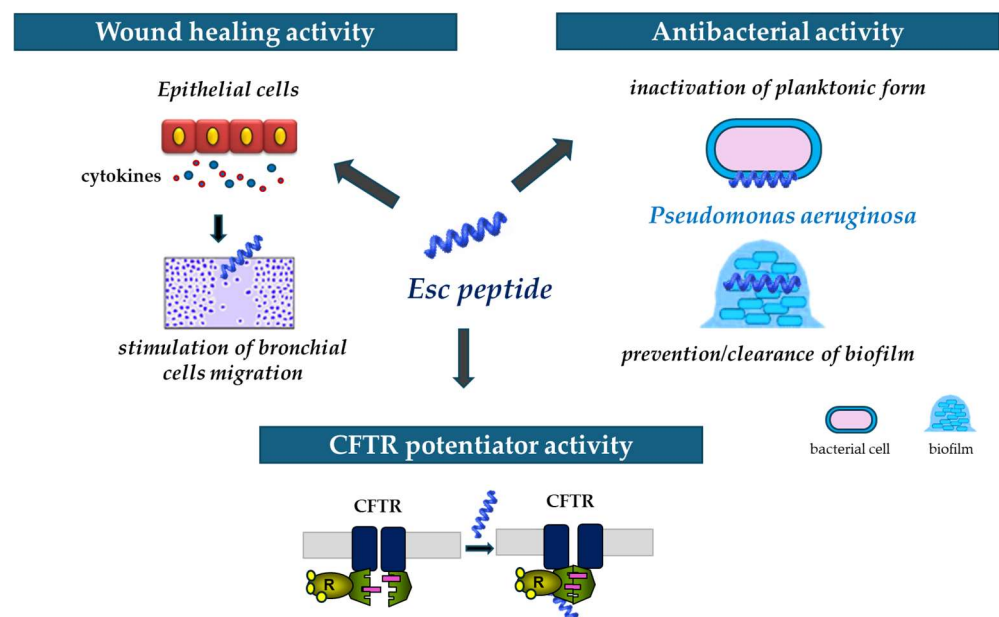 Wound healing activity
Antibacterial activity
Epithelial cells
cytokines
stimulation of bronchial
cells migration
Esc peptide
inactivation of planktonic form
Pseudomonas aeruginosa
prevention/clearance of biofilm
bacterial cell
biofilm
CFTR potentiator activity
CFTR
CFTR
R
R